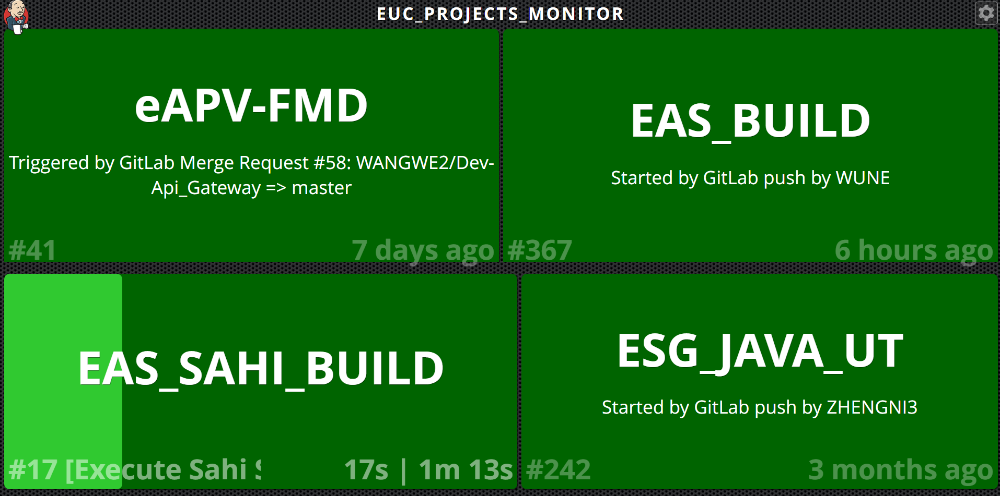 EUC_PROJECTS_MONITOR
eAPV-FMD
Triggered by GitLab Merge Request #58: WANGWE2/Dev-
Api_Gateway => master
#41
7 days ago
EAS_BUILD
Started by GitLab push by WUNE
#367
6 hours ago
EAS_SAHI_BUILD
#17 [Execute Sahi
17s | 1m 13s
ESG_JAVA_UT
Started by GitLab push by ZHENGNI3
#242
3 months ago